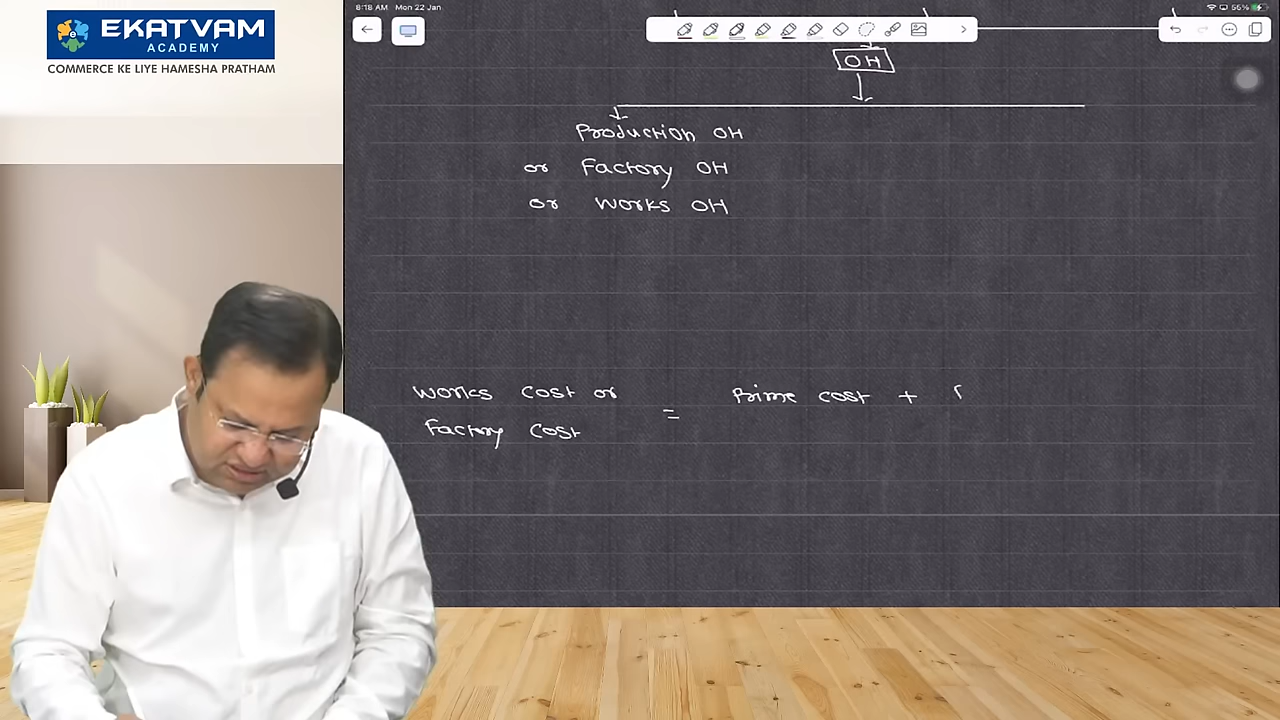 EKATVAM
ACADEMY
COMMERCE KE LIYE HAMESHA PRATHAM
8:18 AM Mon 22 Jan
56%
OH
Production OH
or Factory OH
or Works OH
Works cost or
Factory cost
= Prime cost +